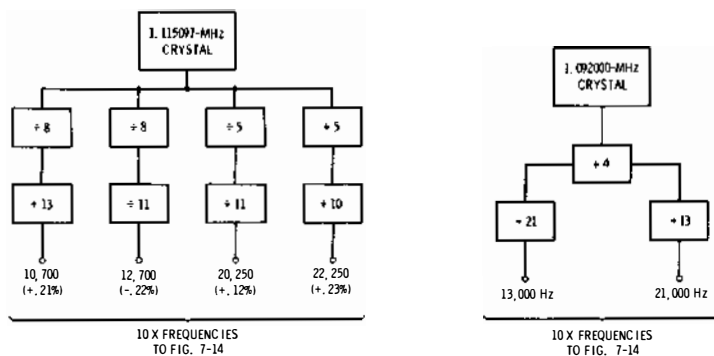 1.115097-MHz
CRYSTAL
÷8 ÷8 ÷5 ÷5
÷13 ÷11 ÷11 ÷10
10,700 12,700 20,250 22,250
(+.21%) (-.22%) (+.12%) (+.23%)
10 X FREQUENCIES
TO FIG. 7-14
1.092000-MHz
CRYSTAL
÷4
÷21 ÷13
13,000 Hz 21,000 Hz
10 X FREQUENCIES
TO FIG. 7-14